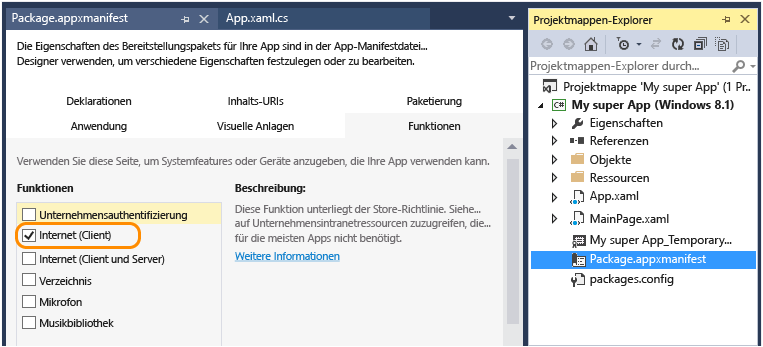 Package.appxmanifest
App.xaml.cs
Die Eigenschaften des Bereitstellungspakets für Ihre App sind in der App-Manifestdatei...
Designer verwenden, um verschiedene Eigenschaften festzulegen oder zu bearbeiten.
Deklarationen
Inhalts-URIs
Paketierung
Anwendung
Visuelle Anlagen
Funktionen
Verwenden Sie diese Seite, um Systemfeatures oder Geräte anzugeben, die Ihre App verwenden kann.
Funktionen
Unternehmensauthentifizierung
Internet (Client)
Internet (Client und Server)
Verzeichnis
Mikrofon
Musikbibliothek
Beschreibung:
Diese Funktion unterliegt der Store-Richtlinie. Siehe...
auf Unternehmensintranetressourcen zuzugreifen, die...
für die meisten Apps nicht benötigt.
Weitere Informationen
Projektmappen-Explorer
Projektmappen-Explorer durch...
Projektmappe 'My super App' (1 Pr
C# My super App (Windows 8.1)
Eigenschaften
Referenzen
Objekte
Ressourcen
App.xaml
MainPage.xaml
My super App_Temporary...
Package.appxmanifest
packages.config